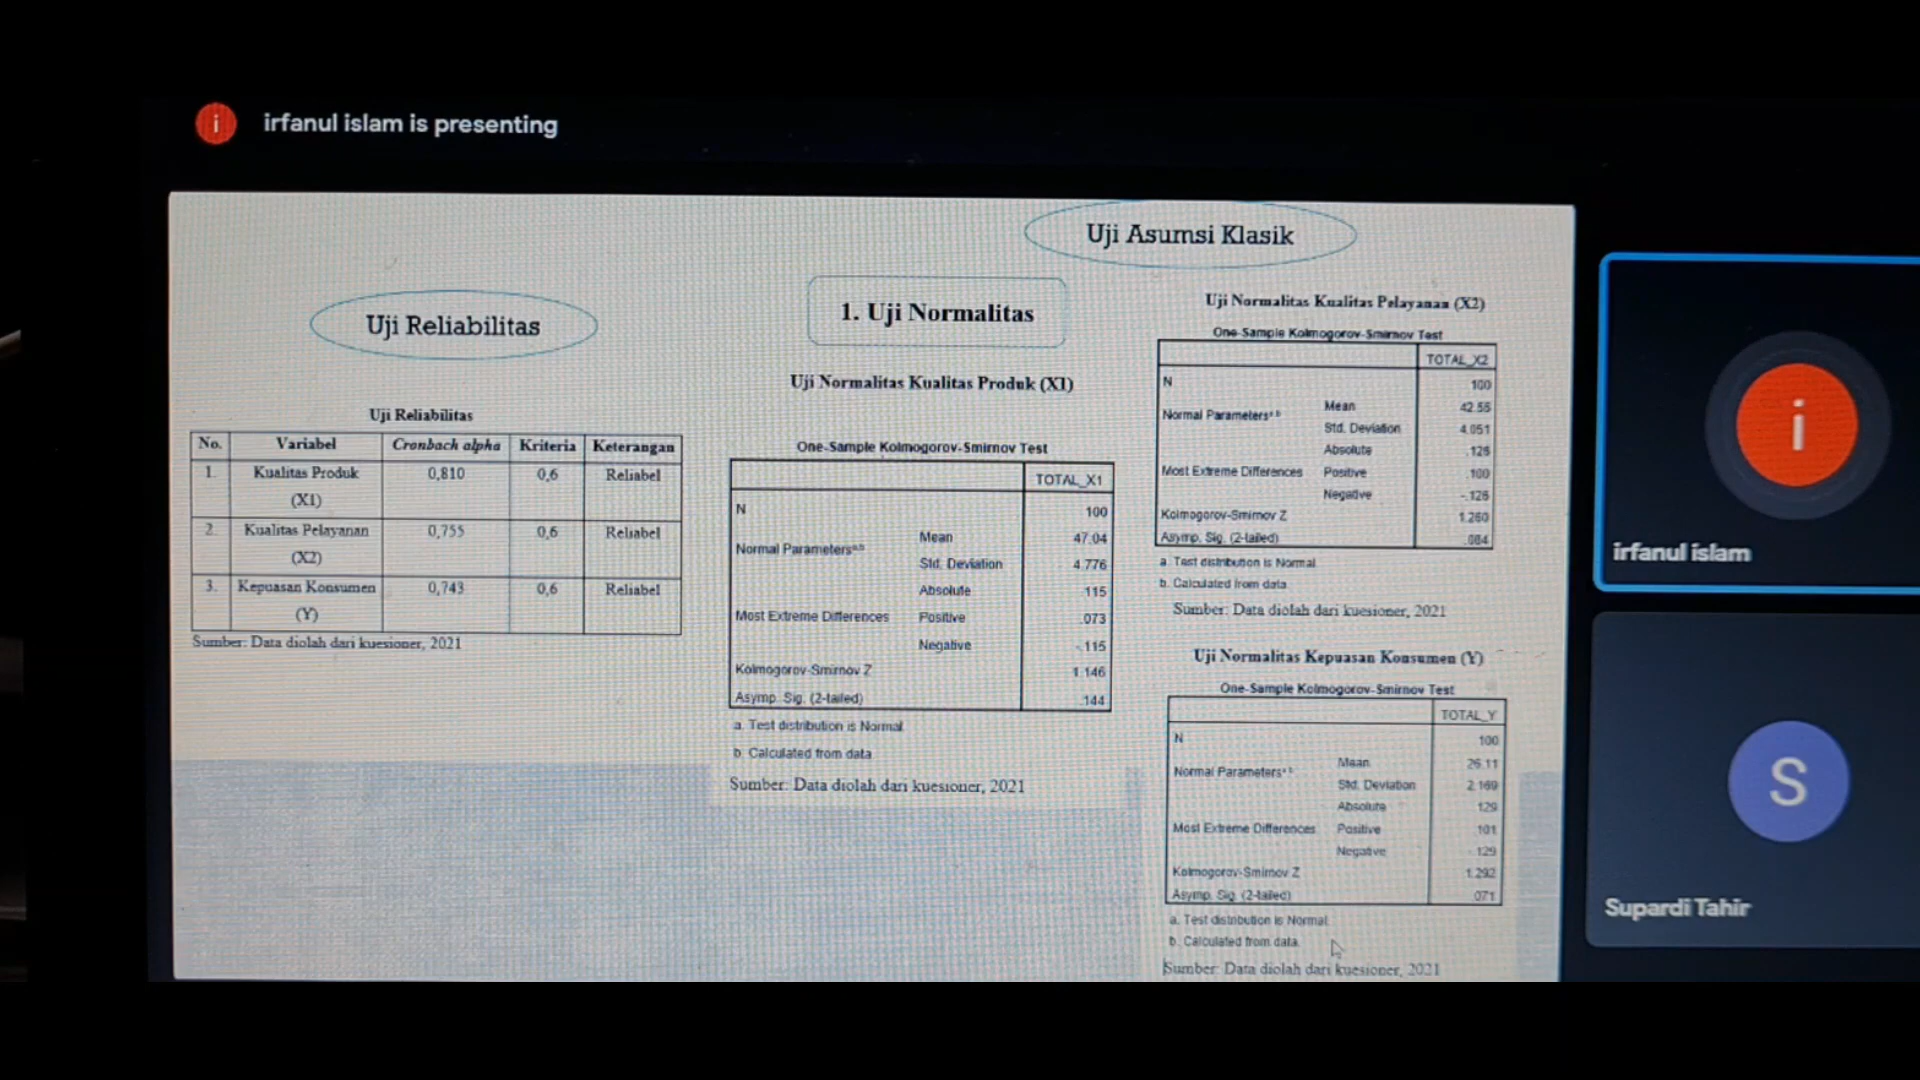 i
irfanul islam is presenting
Uji Asumsi Klasik
Uji Reliabilitas
1. Uji Normalitas
Uji Reliabilitas
No. Variabel Cronbach alpha Kriteria Keterangan
1. Kualitas Produk (X1) 0,810 0,6 Reliabel
2. Kualitas Pelayanan (X2) 0,755 0,6 Reliabel
3. Kepuasan Konsumen (Y) 0,743 0,6 Reliabel
Sumber: Data diolah dari kuesioner, 2021
Uji Normalitas Kualitas Produk (X1)
One-Sample Kolmogorov-Smirnov Test
TOTAL_X1
N 100
Normal Parametersa,b Mean 47.04
Std. Deviation 4.776
Most Extreme Differences Absolute .115
Positive .073
Negative -.115
Kolmogorov-Smirnov Z 1.146
Asymp. Sig. (2-tailed) .144
a. Test distribution is Normal.
b. Calculated from data.
Sumber: Data diolah dari kuesioner, 2021
Uji Normalitas Kualitas Pelayanan (X2)
One-Sample Kolmogorov-Smirnov Test
TOTAL_X2
N 100
Normal Parametersa,b Mean 42.55
Std. Deviation 4.051
Most Extreme Differences Absolute .126
Positive .100
Negative -.126
Kolmogorov-Smirnov Z 1.260
Asymp. Sig. (2-tailed) .084
a. Test distribution is Normal.
b. Calculated from data.
Sumber: Data diolah dari kuesioner, 2021
Uji Normalitas Kepuasan Konsumen (Y)
One-Sample Kolmogorov-Smirnov Test
TOTAL_Y
N 100
Normal Parametersa,b Mean 26.11
Std. Deviation 2.169
Most Extreme Differences Absolute .129
Positive .101
Negative -.129
Kolmogorov-Smirnov Z 1.292
Asymp. Sig. (2-tailed) .071
a. Test distribution is Normal.
b. Calculated from data.
Sumber: Data diolah dari kuesioner, 2021
i
irfanul islam
S
Supardi Tahir